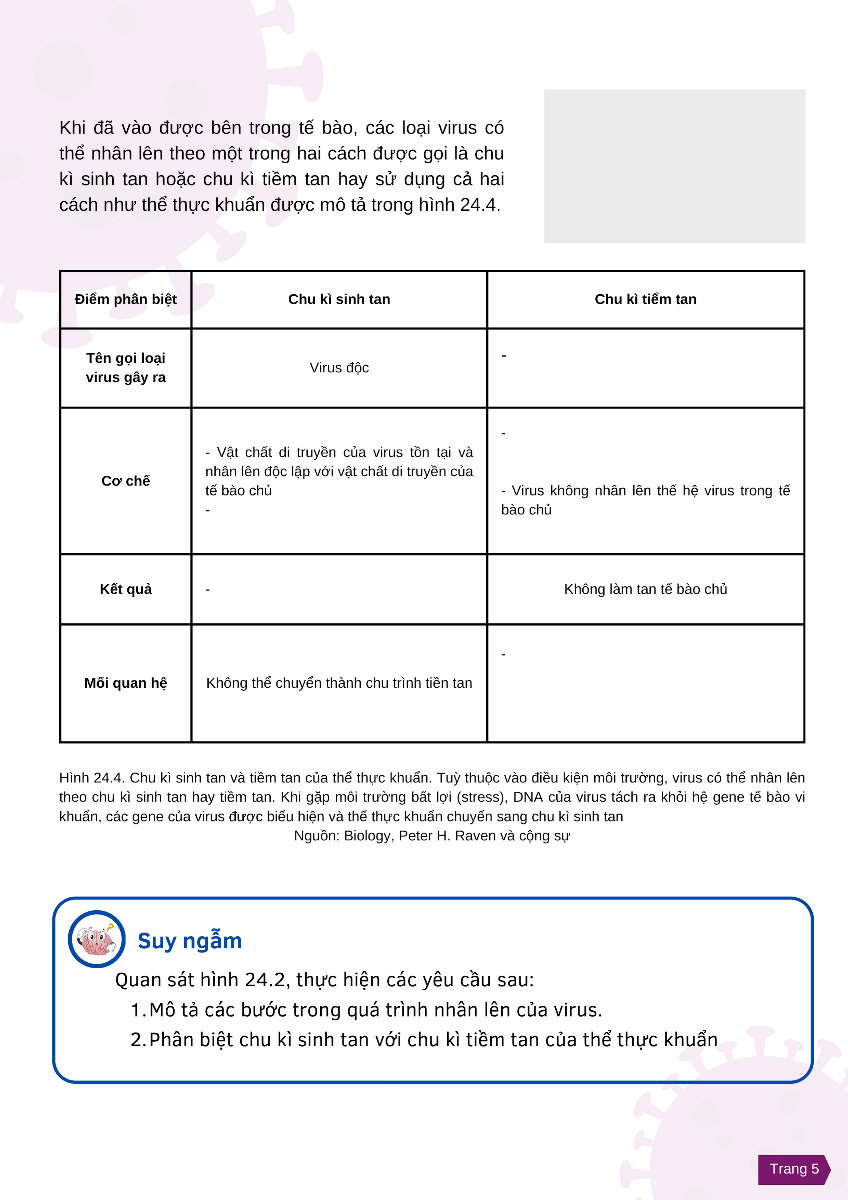 Khi đã vào được bên trong tế bào, các loại virus có
thể nhân lên theo một trong hai cách được gọi là chu
kì sinh tan hoặc chu kì tiềm tan hay sử dụng cả hai
cách như thể thực khuẩn được mô tả trong hình 24.4.
Điểm phân biệt
Chu kì sinh tan
Chu kì tiểm tan
Tên gọi loại
virus gây ra
Virus độc
-
Cơ chế
- Vật chất di truyền của virus tồn tại và
nhân lên độc lập với vật chất di truyền của
tế bào chủ
-
-
- Virus không nhân lên thế hệ virus trong tế
bào chủ
Kết quả
-
Không làm tan tế bào chủ
Mối quan hệ
Không thể chuyển thành chu trình tiền tan
-
Hình 24.4. Chu kì sinh tan và tiềm tan của thể thực khuẩn. Tuỳ thuộc vào điều kiện môi trường, virus có thể nhân lên
theo chu kì sinh tan hay tiềm tan. Khi gặp môi trường bất lợi (stress), DNA của virus tách ra khỏi hệ gene tế bào vi
khuẩn, các gene của virus được biểu hiện và thể thực khuẩn chuyển sang chu kì sinh tan
Nguồn: Biology, Peter H. Raven và cộng sự
Suy ngẫm
Quan sát hình 24.2, thực hiện các yêu cầu sau:
1. Mô tả các bước trong quá trình nhân lên của virus.
2. Phân biệt chu kì sinh tan với chu kì tiềm tan của thể thực khuẩn
Trang 5